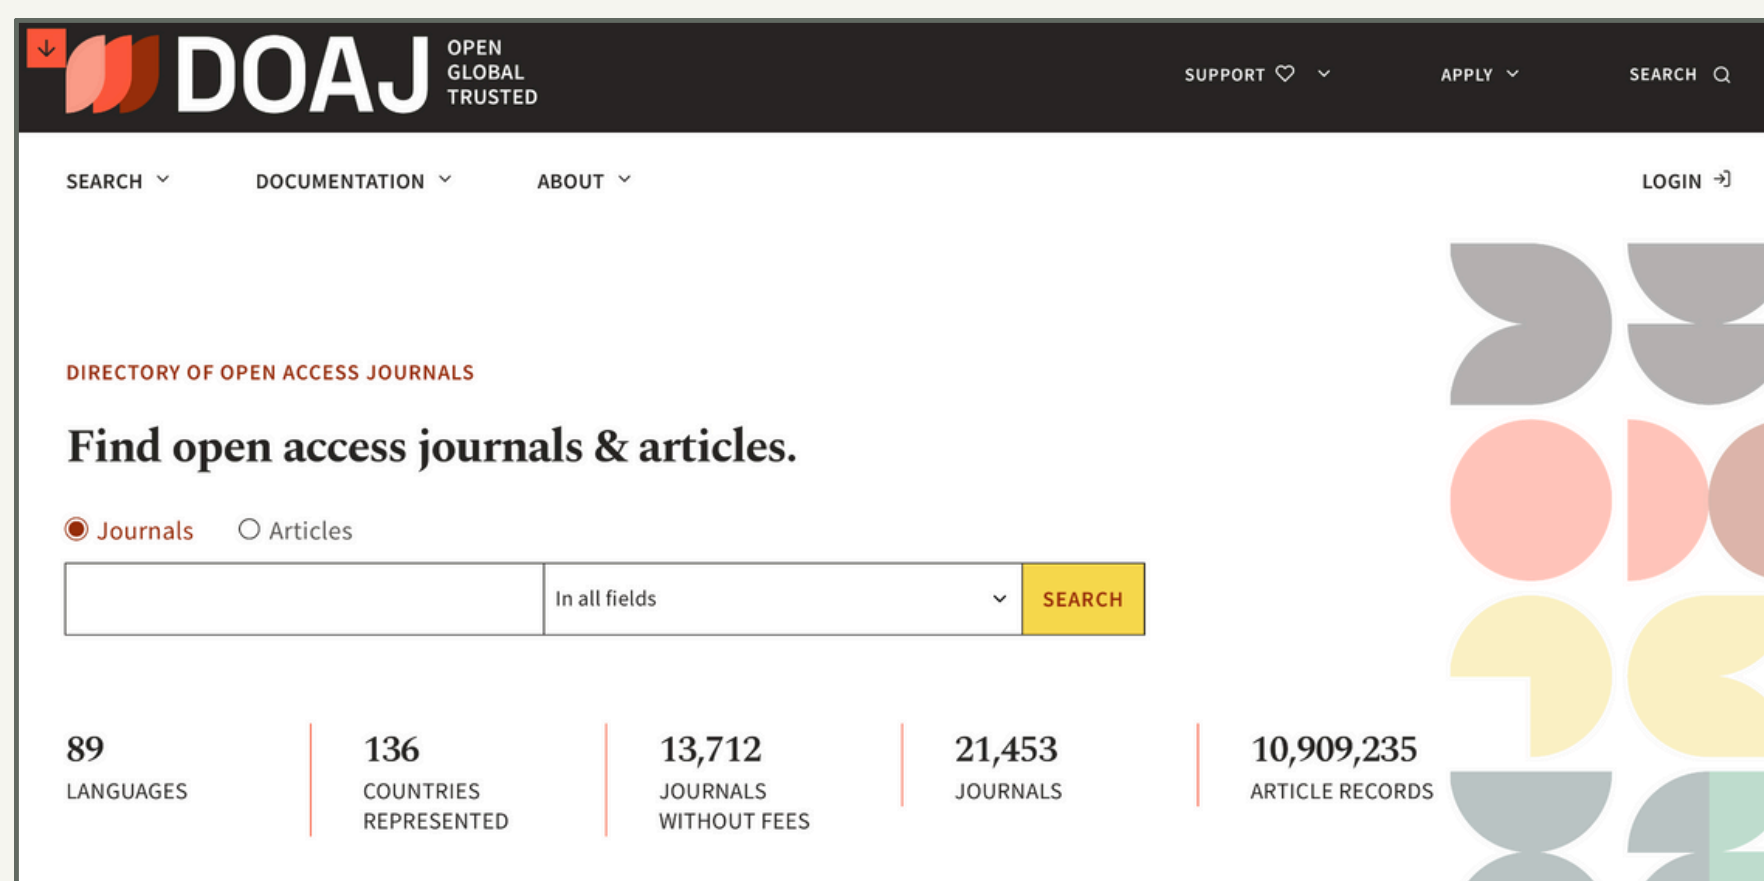 DOAJ
OPEN
GLOBAL
TRUSTED
SUPPORT
APPLY
SEARCH
SEARCH
DOCUMENTATION
ABOUT
LOGIN
DIRECTORY OF OPEN ACCESS JOURNALS
Find open access journals & articles.
Journals
Articles
In all fields
SEARCH
89
LANGUAGES
136
COUNTRIES
REPRESENTED
13,712
JOURNALS
WITHOUT FEES
21,453
JOURNALS
10,909,235
ARTICLE RECORDS